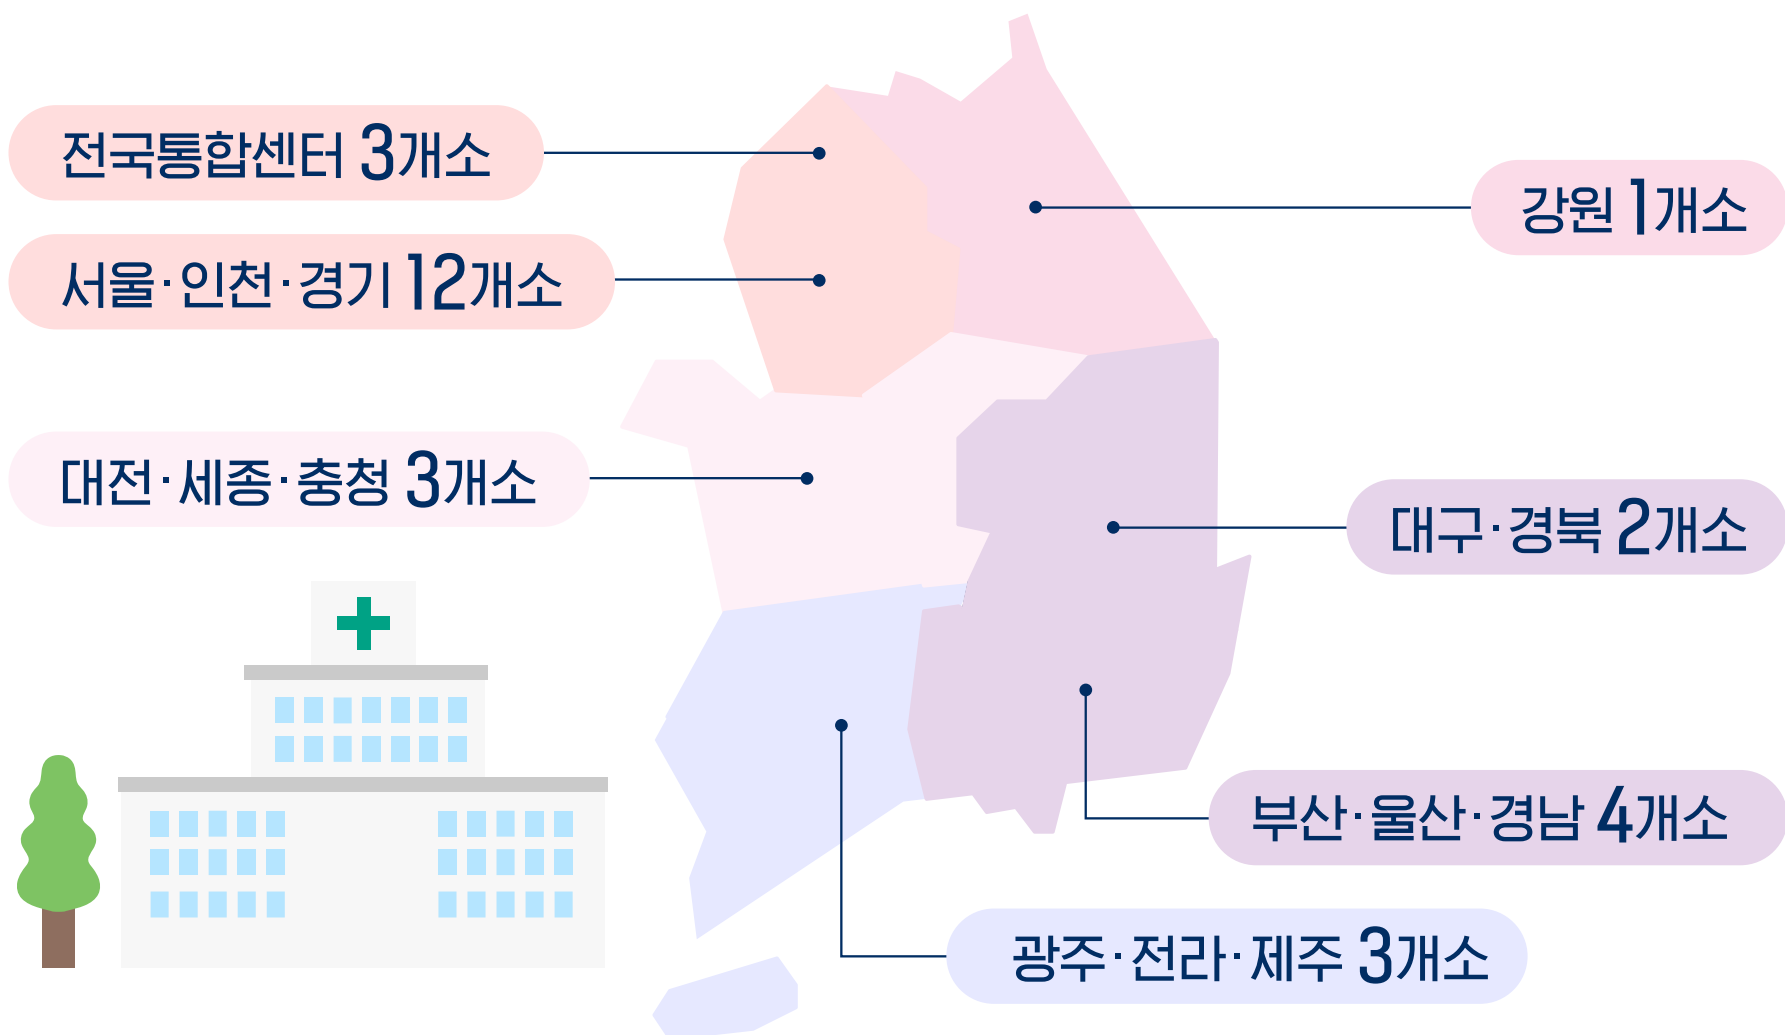 전국통합센터 3개소
서울·인천·경기 12개소
대전·세종·충청 3개소
강원 1개소
대구·경북 2개소
부산·울산·경남 4개소
광주·전라·제주 3개소